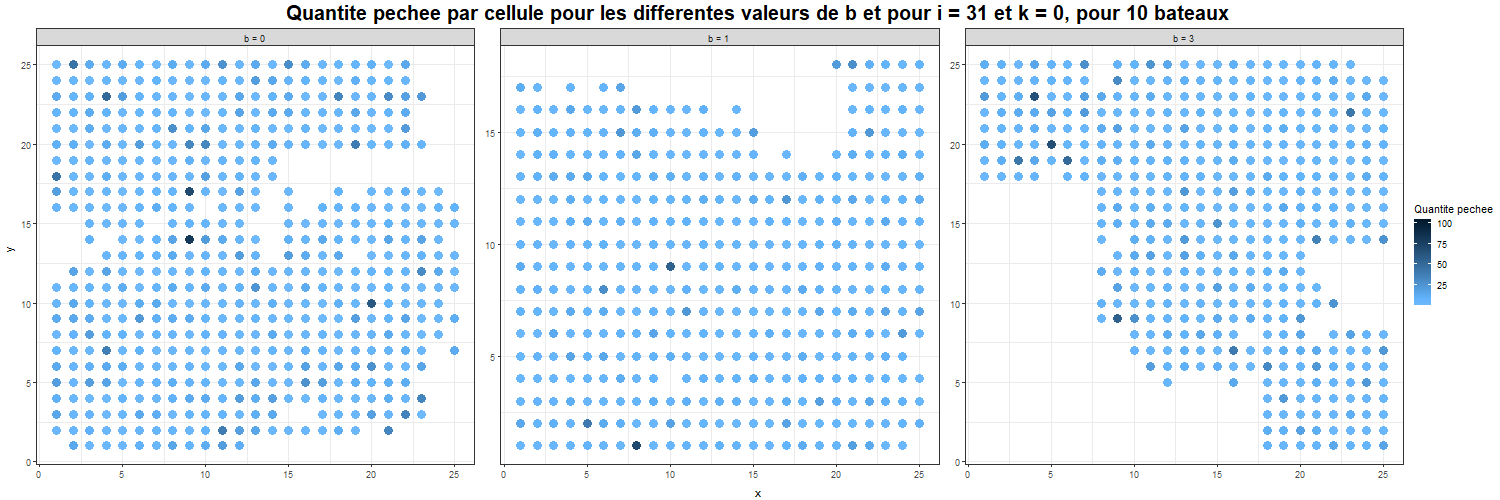 Quantite pechee par cellule pour les differentes valeurs de b et pour i = 31 et k = 0, pour 10 bateaux
b = 0
b = 1
b = 3
25
20
15
10
5
0
y
15
10
5
25
20
15
10
5
0
0 5 10 15 20 25
0 5 10 15 20 25
0 5 10 15 20 25
x
Quantite pechee
100
75
50
25